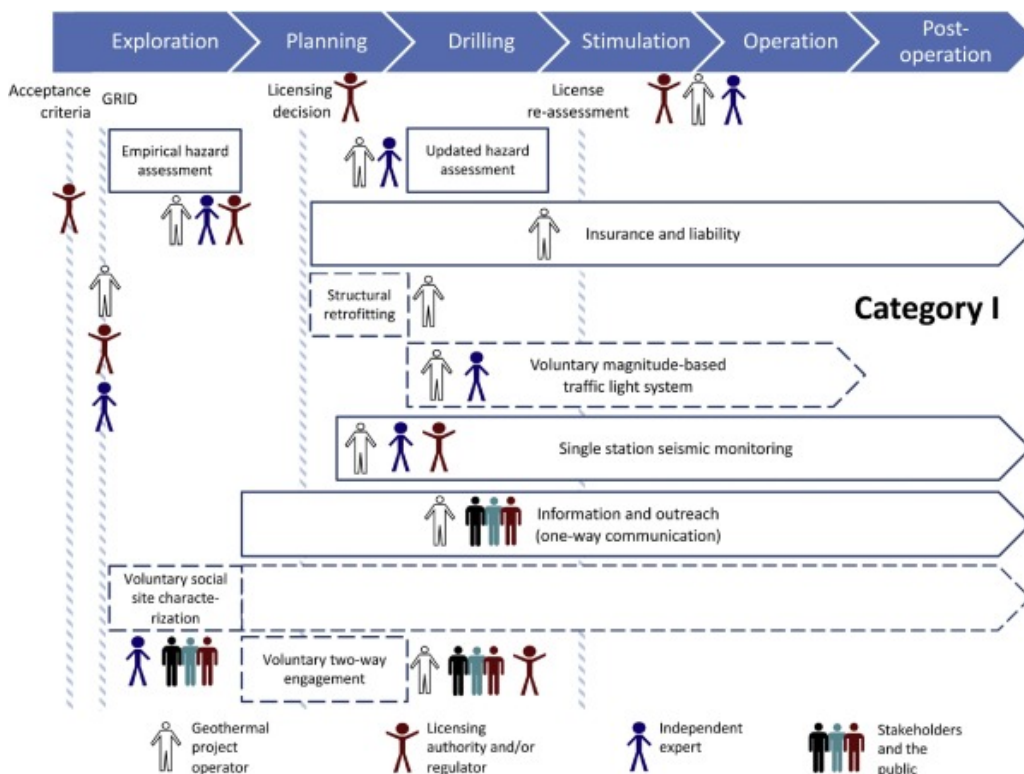 Exploration
Planning
Drilling
Stimulation
Operation
Post-
operation
Acceptance
criteria
GRID
Licensing
decision
License
re-assessment
Empirical hazard
assessment
Updated hazard
assessment
Insurance and liability
Structural
retrofitting
Category I
Voluntary magnitude-based
traffic light system
Single station seismic monitoring
Information and outreach
(one-way communication)
Voluntary social
site characte-
rization
Voluntary two-way
engagement
Geothermal
project
operator
Licensing
authority and/or
regulator
Independent
expert
Stakeholders
and the
public